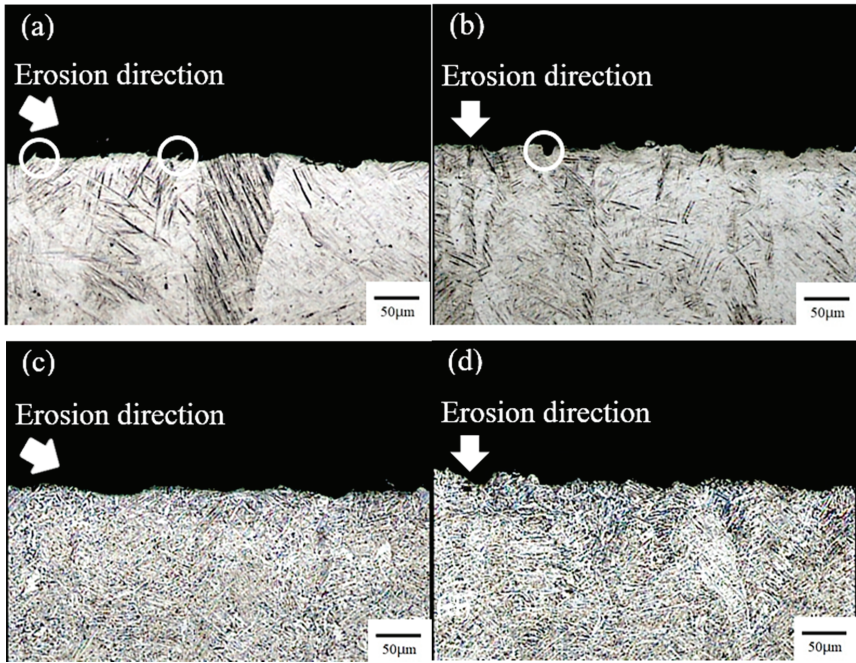 (a)
Erosion direction
50μm
(b)
Erosion direction
50μm
(c)
Erosion direction
50μm
(d)
Erosion direction
50μm